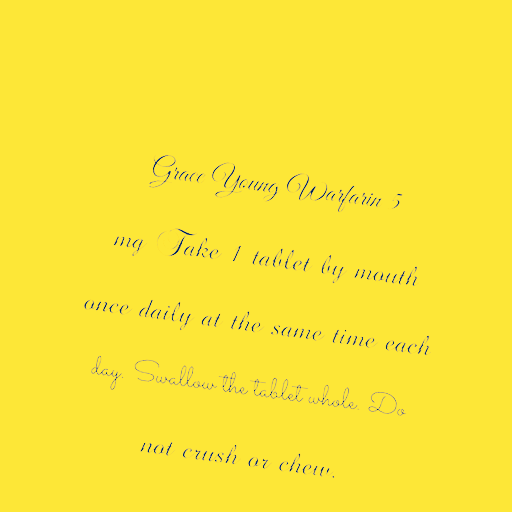 Grace Young Warfarin 5
mg Take 1 tablet by mouth
once daily at the same time each
day. Swallow the tablet whole. Do
not crush or chew.